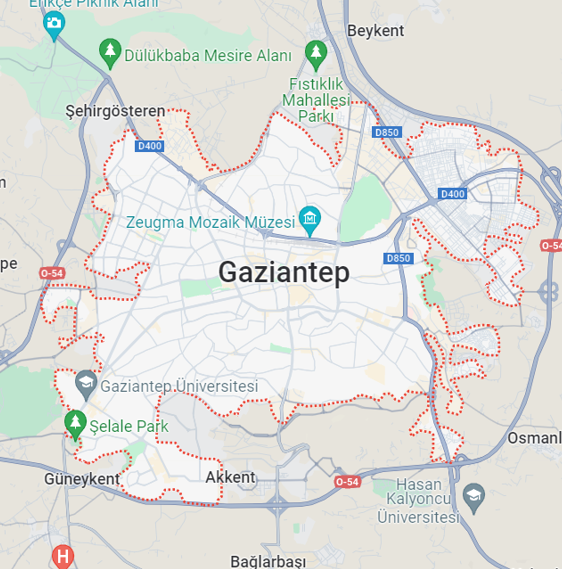 Erikçe Piknik Alanı
Beykent
Dülükbaba Mesire Alanı
Fıstıklık
Mahallesi
Parkı
Şehirgösteren
D850
D400
D400
Zeugma Mozaik Müzesi
O-54
O-54
D850
Gaziantep
Gaziantep Üniversitesi
Şelale Park
Osmanl
Güneykent
Akkent
O-54
Hasan
Kalyoncu
Üniversitesi
H
Bağlarbaşı